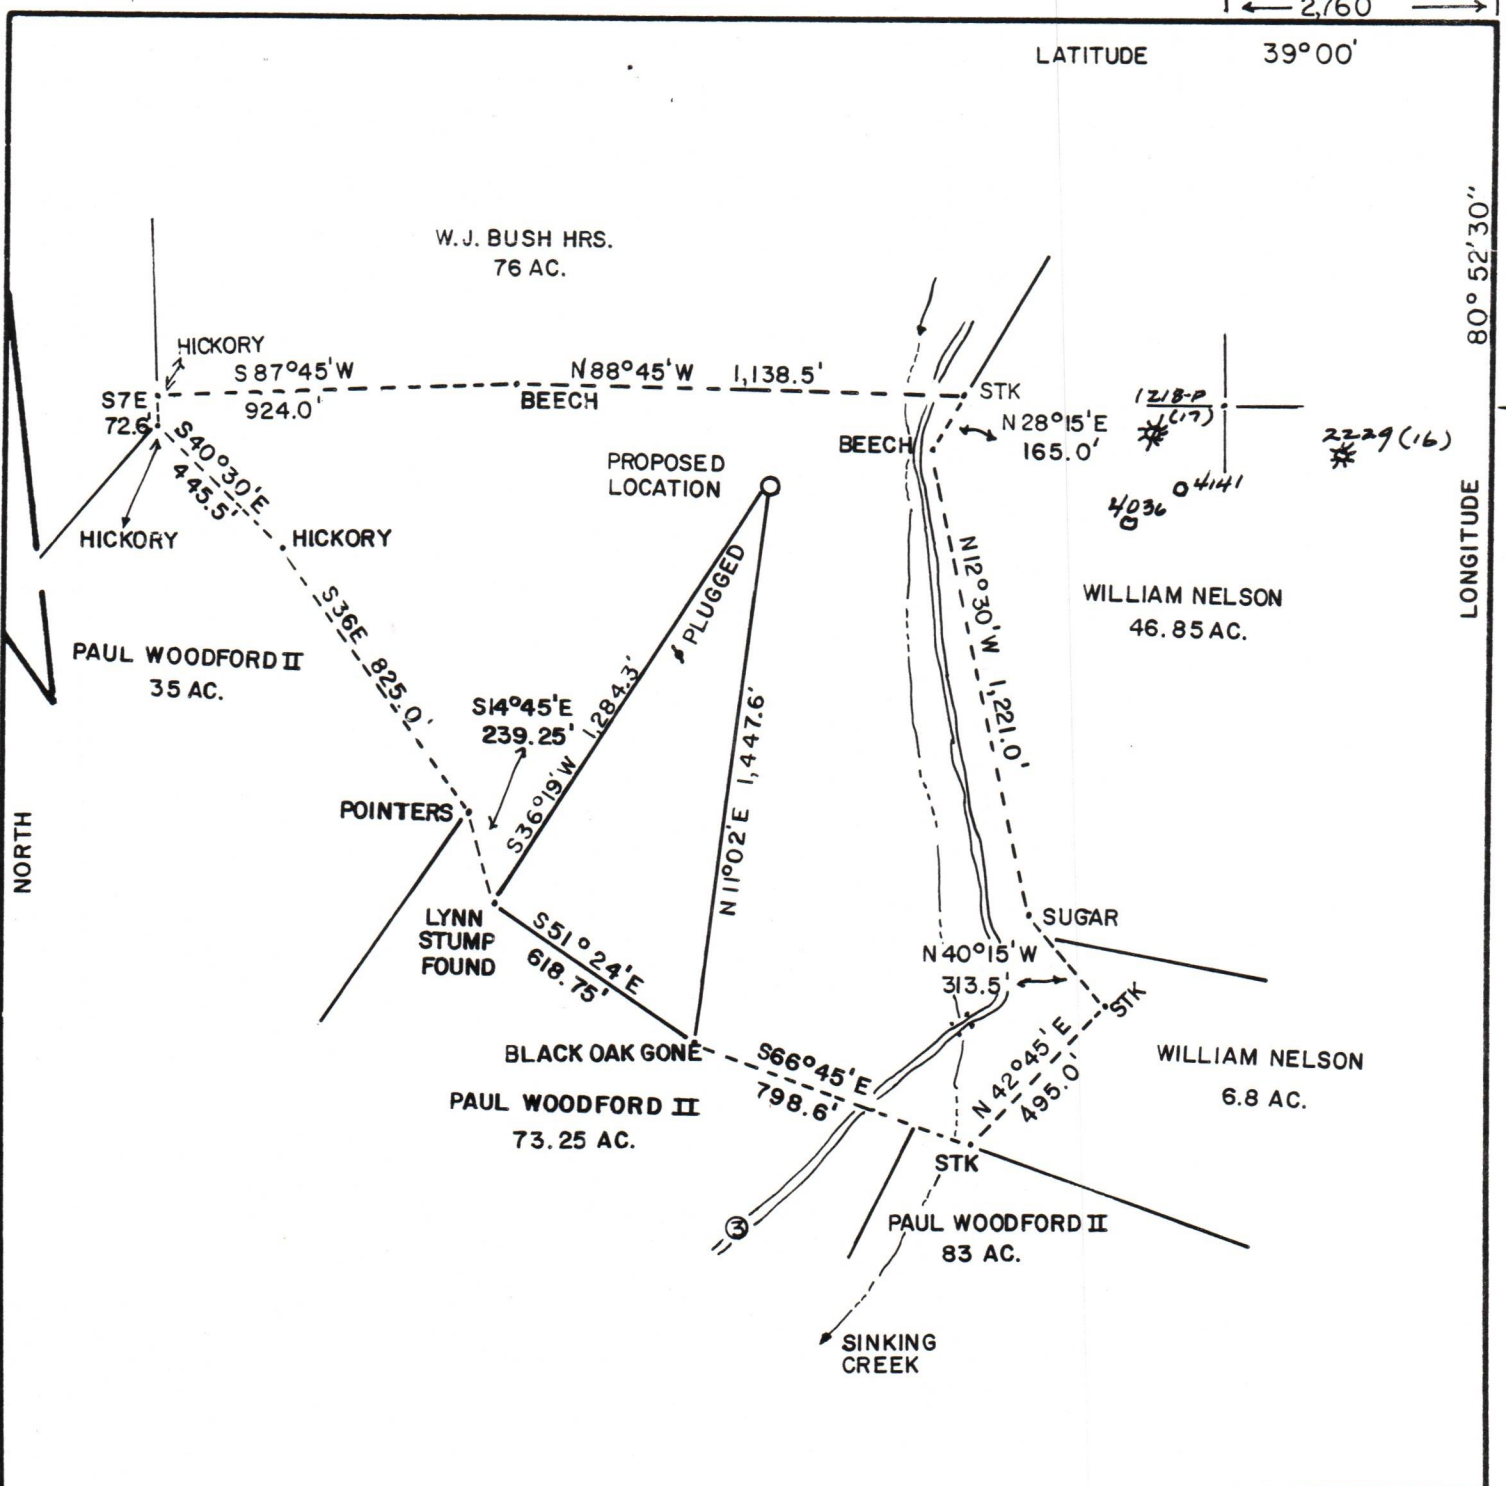 2,760
LATITUDE 39°00'
80° 52'30"
LONGITUDE
W.J. BUSH HRS.
76 AC.
HICKORY
S 87°45'W
924.0'
N 88°45'W 1,138.5'
BEECH
STK
S7E
72.6'
S40°30'E
445.5'
HICKORY
HICKORY
BEECH
N 28°15'E
165.0'
1218-P
(17)
2229(16)
4141
4036
PROPOSED
LOCATION
PLUGGED
WILLIAM NELSON
46.85 AC.
N12°30'W 1,221.0'
S36E 825.0'
PAUL WOODFORD II
35 AC.
S14°45'E
239.25'
S36°19'W 1,284.3'
N 11°02'E 1,447.6'
POINTERS
NORTH
LYNN
STUMP
FOUND
S51°24'E
618.75'
SUGAR
N 40°15'W
313.5'
STK
BLACK OAK GONE
S66°45'E
798.6'
N 42°45'E
495.0'
WILLIAM NELSON
6.8 AC.
PAUL WOODFORD II
73.25 AC.
STK
3
PAUL WOODFORD II
83 AC.
SINKING
CREEK